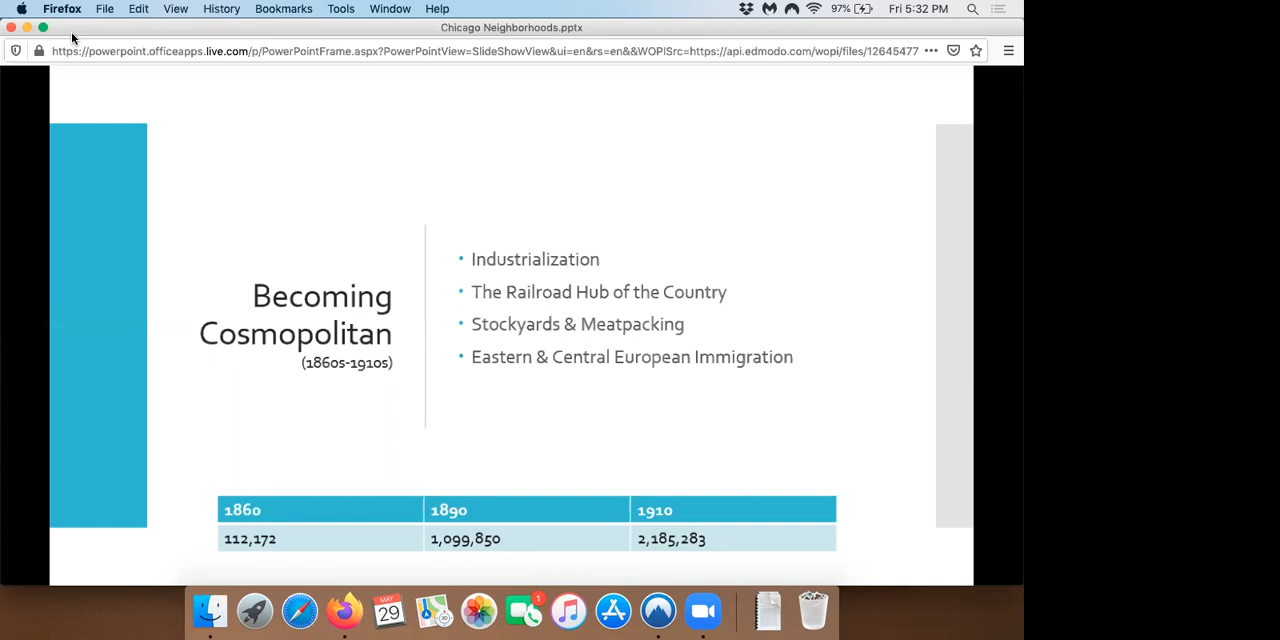 Firefox File Edit View History Bookmarks Tools Window Help 97% Fri 5:32 PM
Chicago Neighborhoods.pptx
https://powerpoint.officeapps.live.com/p/PowerPointFrame.aspx?PowerPointView=SlideShowView&ui=en&rs=en&&WOPISrc=https://api.edmodo.com/wopi/files/12645477
Becoming
Cosmopolitan
(1860s-1910s)
• Industrialization
• The Railroad Hub of the Country
• Stockyards & Meatpacking
• Eastern & Central European Immigration
1860 1890 1910
112,172 1,099,850 2,185,283
MAY
29
1